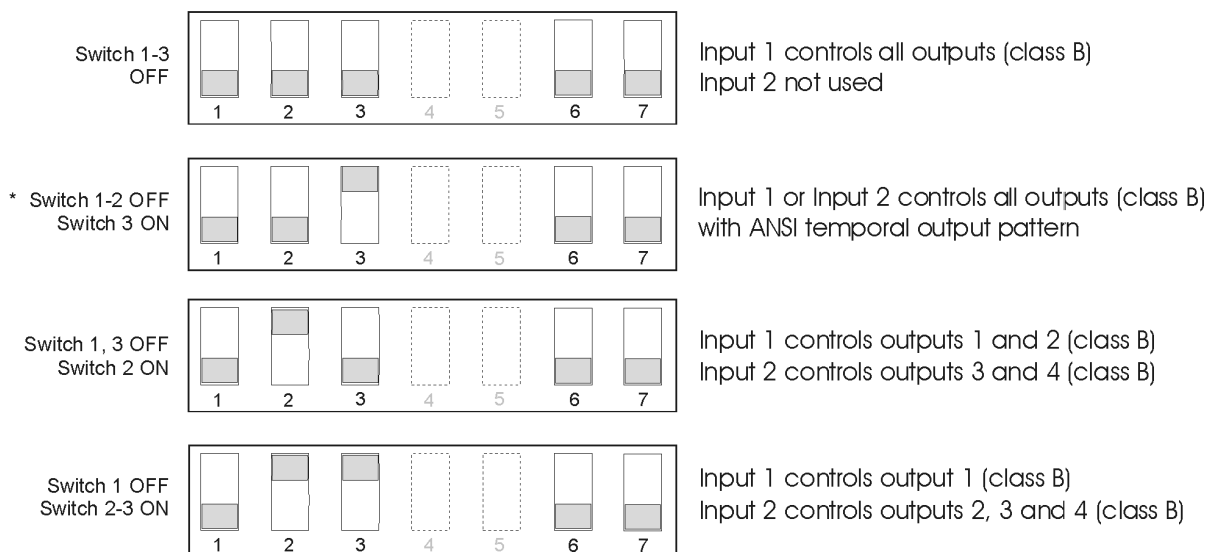 Switch 1-3
OFF
1 2 3 4 5 6 7
Input 1 controls all outputs (class B)
Input 2 not used
* Switch 1-2 OFF
Switch 3 ON
1 2 3 4 5 6 7
Input 1 or Input 2 controls all outputs (class B)
with ANSI temporal output pattern
Switch 1, 3 OFF
Switch 2 ON
1 2 3 4 5 6 7
Input 1 controls outputs 1 and 2 (class B)
Input 2 controls outputs 3 and 4 (class B)
Switch 1 OFF
Switch 2-3 ON
1 2 3 4 5 6 7
Input 1 controls output 1 (class B)
Input 2 controls outputs 2, 3 and 4 (class B)